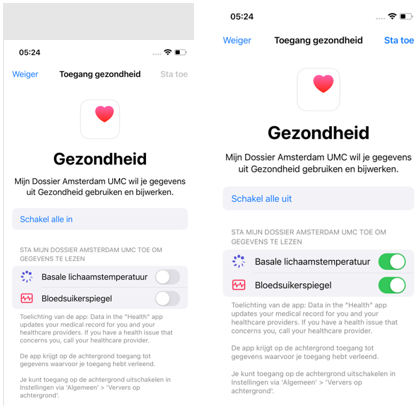 05:24
Weiger
Toegang gezondheid
Sta toe
Gezondheid
Mijn Dossier Amsterdam UMC wil je gegevens
uit Gezondheid gebruiken en bijwerken.
Schakel alle in
STA MIJN DOSSIER AMSTERDAM UMC TOE OM
GEGEVENS TE LEZEN
Basale lichaamstemperatuur
Bloedsuikerspiegel
Toelichting van de app: Data in the "Health" app
updates your medical record for you and your
healthcare providers. If you have a health issue that
concerns you, call your healthcare provider.
De app krijgt op de achtergrond toegang tot
gegevens waarvoor je toegang hebt verleend.
Je kunt toegang op de achtergrond uitschakelen in
Instellingen via 'Algemeen' > 'Ververs op
achtergrond'.
05:24
Weiger
Toegang gezondheid
Sta toe
Gezondheid
Mijn Dossier Amsterdam UMC wil je gegevens
uit Gezondheid gebruiken en bijwerken.
Schakel alle uit
STA MIJN DOSSIER AMSTERDAM UMC TOE OM
GEGEVENS TE LEZEN
Basale lichaamstemperatuur
Bloedsuikerspiegel
Toelichting van de app: Data in the "Health" app
updates your medical record for you and your
healthcare providers. If you have a health issue that
concerns you, call your healthcare provider.
De app krijgt op de achtergrond toegang tot
gegevens waarvoor je toegang hebt verleend.
Je kunt toegang op de achtergrond uitschakelen in
Instellingen via 'Algemeen' > 'Ververs op
achtergrond'.